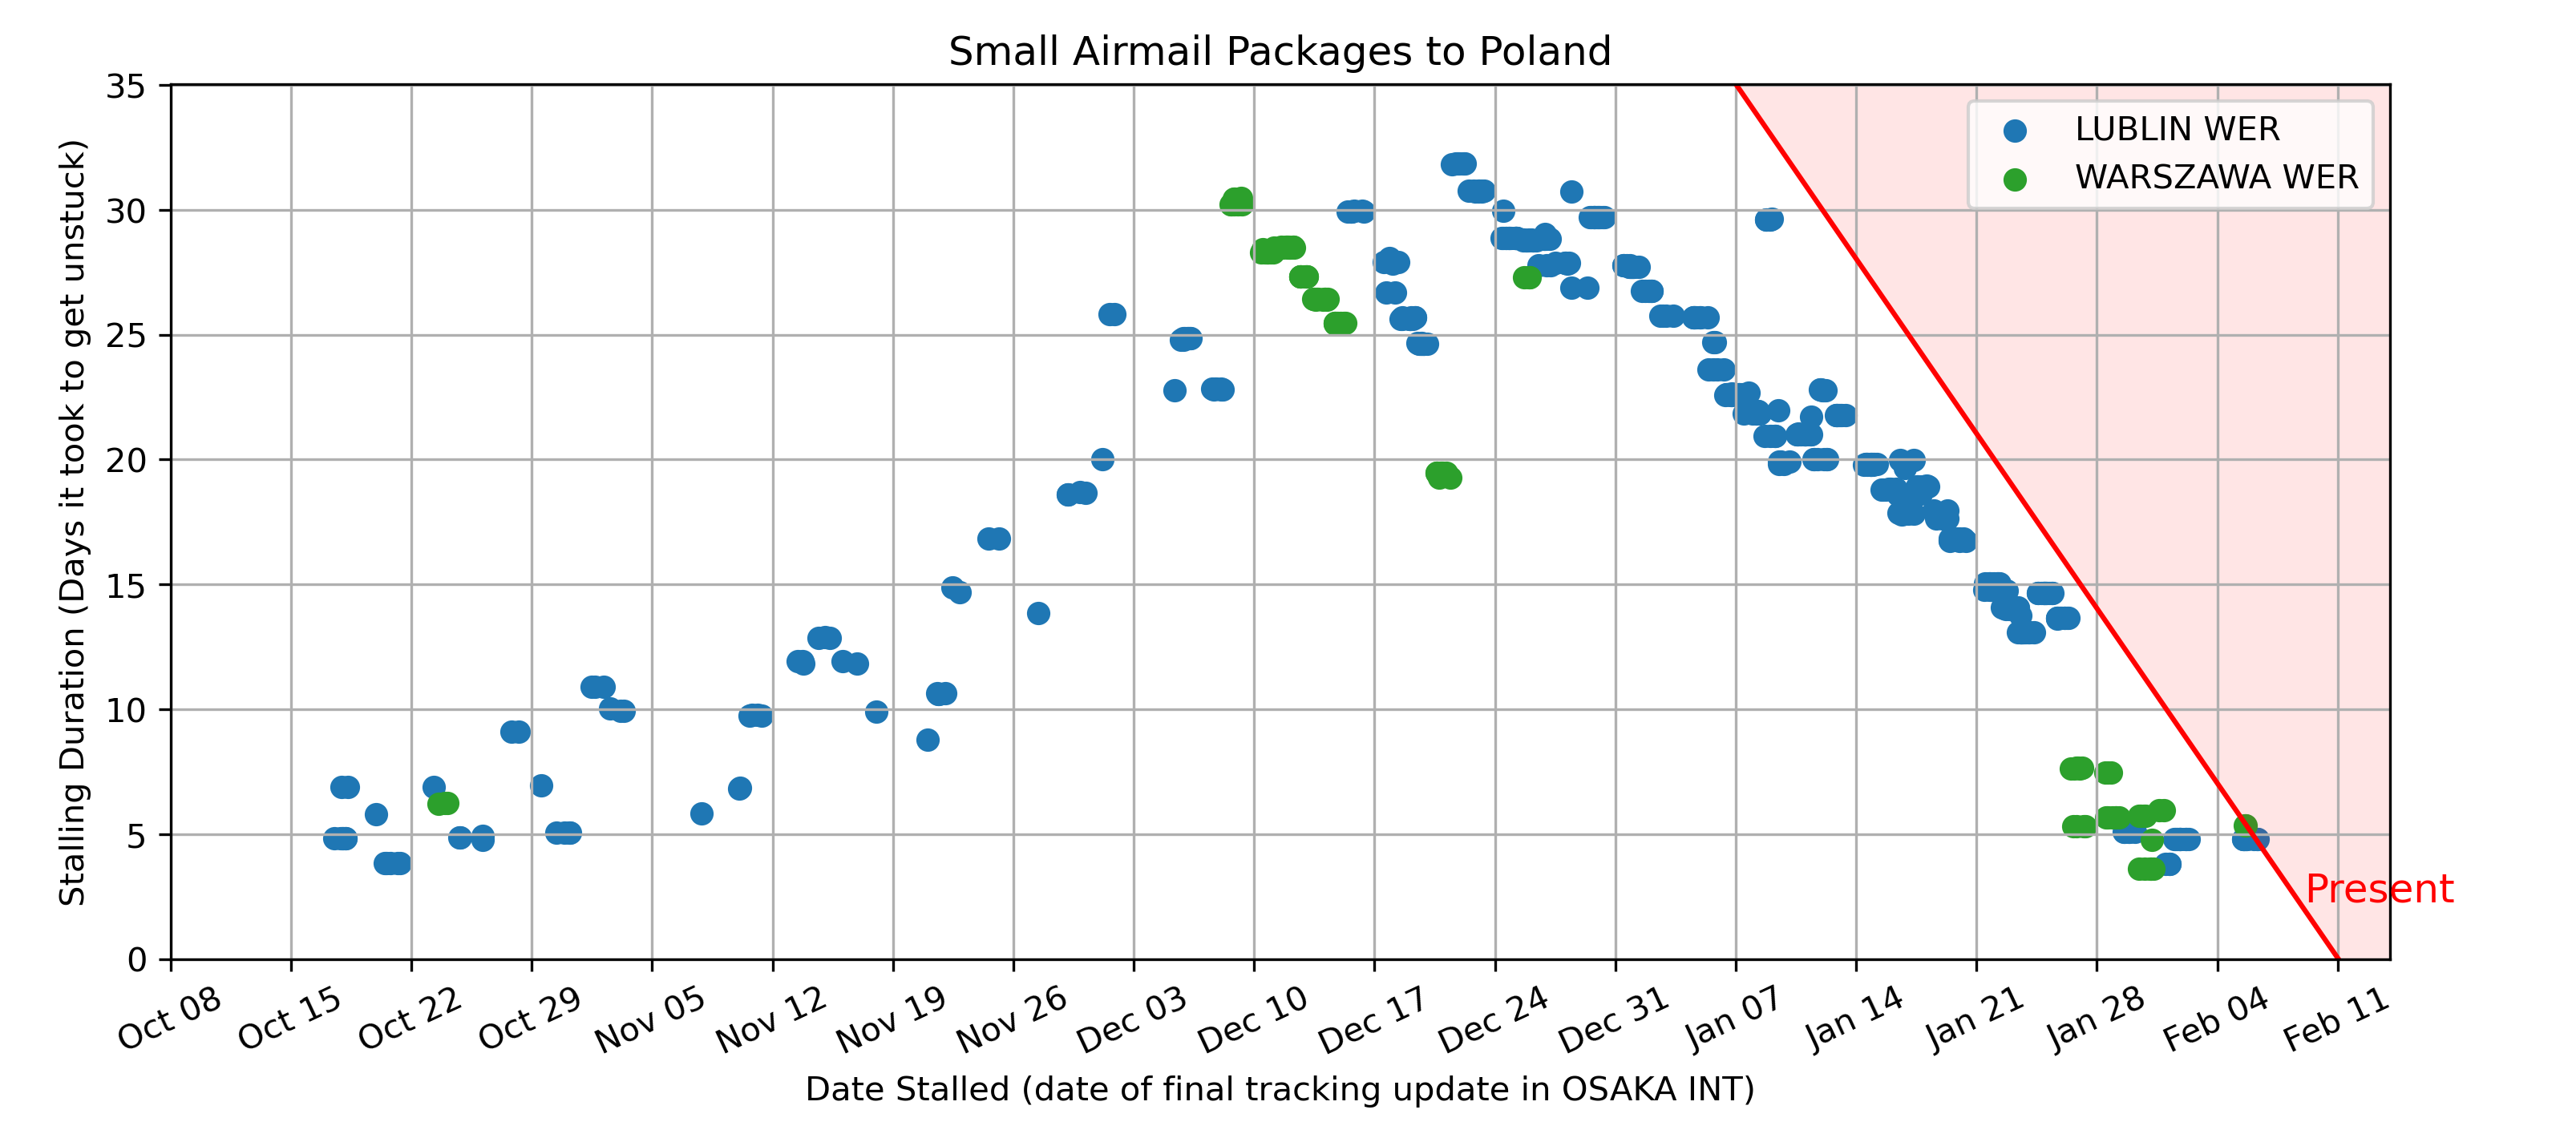 Small Airmail Packages to Poland
Stalling Duration (Days it took to get unstuck)
35
30
25
20
15
10
5
0
LUBLIN WER
WARSZAWA WER
Present
Oct 08
Oct 15
Oct 22
Oct 29
Nov 05
Nov 12
Nov 19
Nov 26
Dec 03
Dec 10
Dec 17
Dec 24
Dec 31
Jan 07
Jan 14
Jan 21
Jan 28
Feb 04
Feb 11
Date Stalled (date of final tracking update in OSAKA INT)